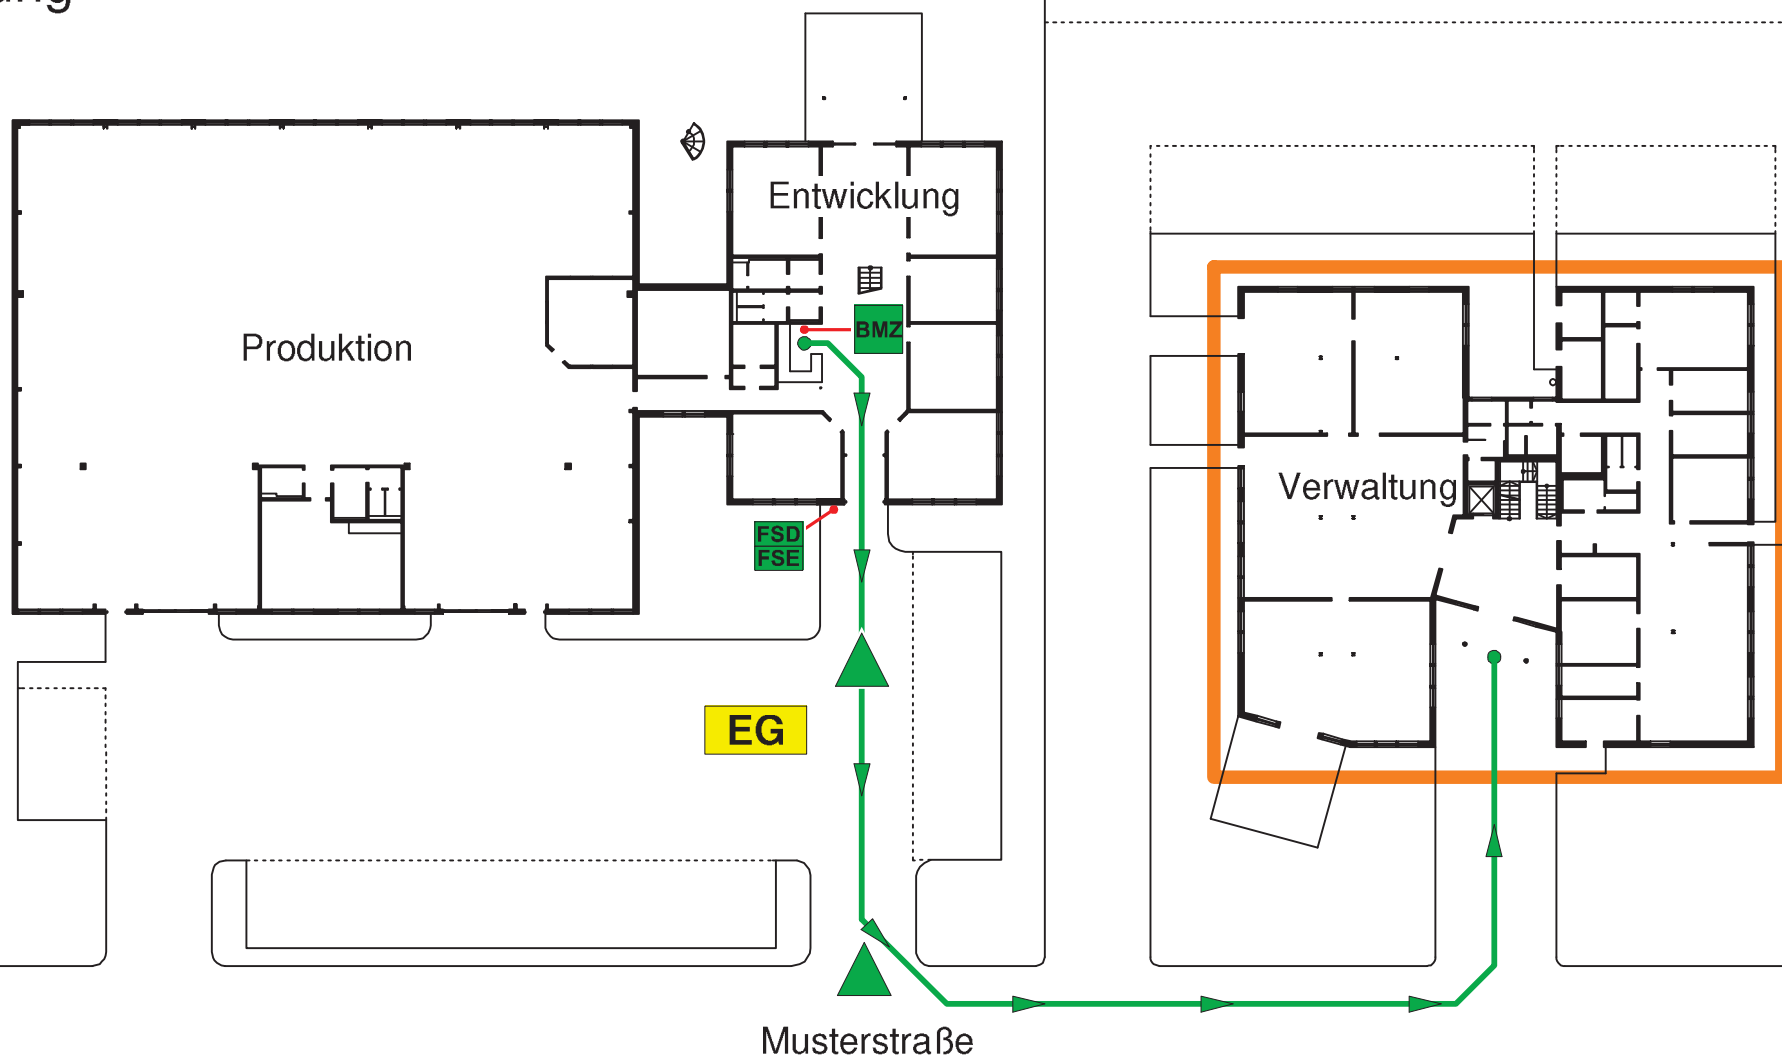 Entwicklung
BMZ
Produktion
Verwaltung
FSD
FSE
EG
Musterstraße